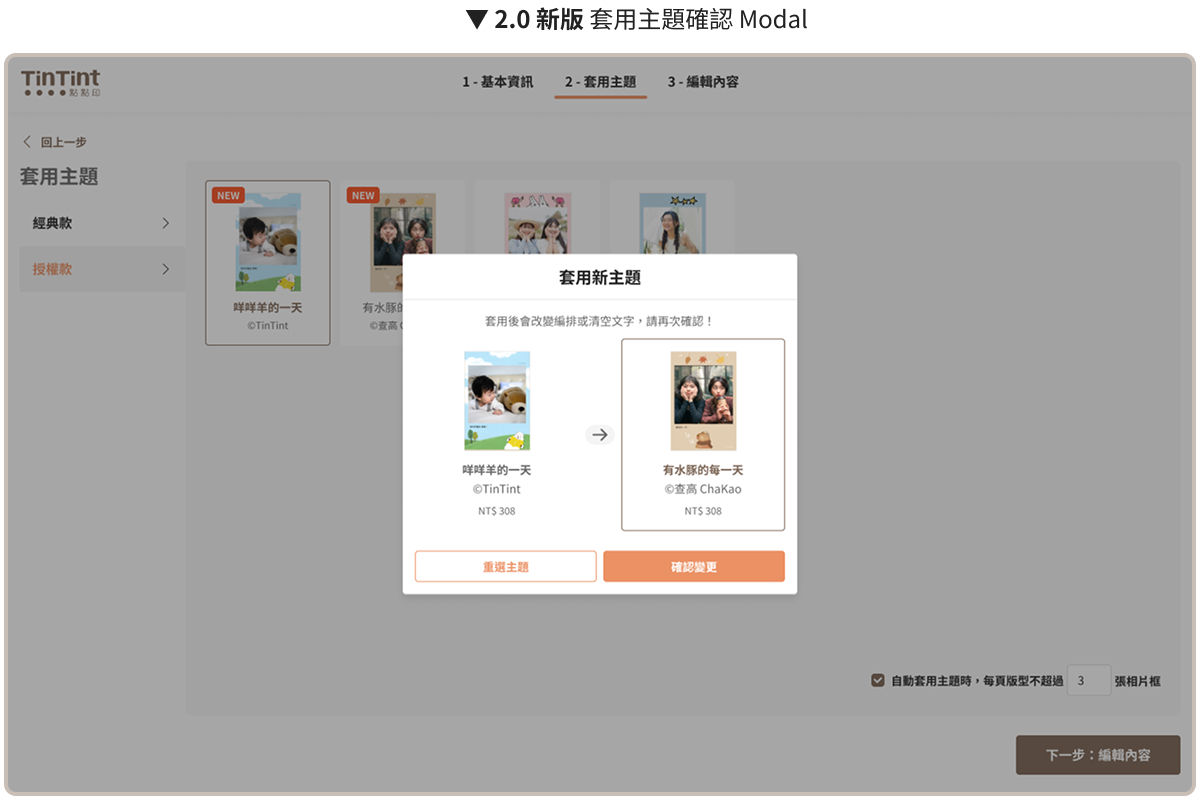 ▼ 2.0 新版 套用主題確認 Modal
TinTint
點點印
1 - 基本資訊 2 - 套用主題 3 - 編輯內容
回上一步
套用主題
經典款
授權款
NEW
咩咩羊的一天
©TinTint
NEW
有水豚的
©查高
套用新主題
套用後會改變編排或清空文字，請再次確認！
咩咩羊的一天
©TinTint
NT$ 308
有水豚的每一天
©查高 ChaKao
NT$ 308
重選主題
確認變更
自動套用主題時，每頁版型不超過 3 張相片框
下一步：編輯內容